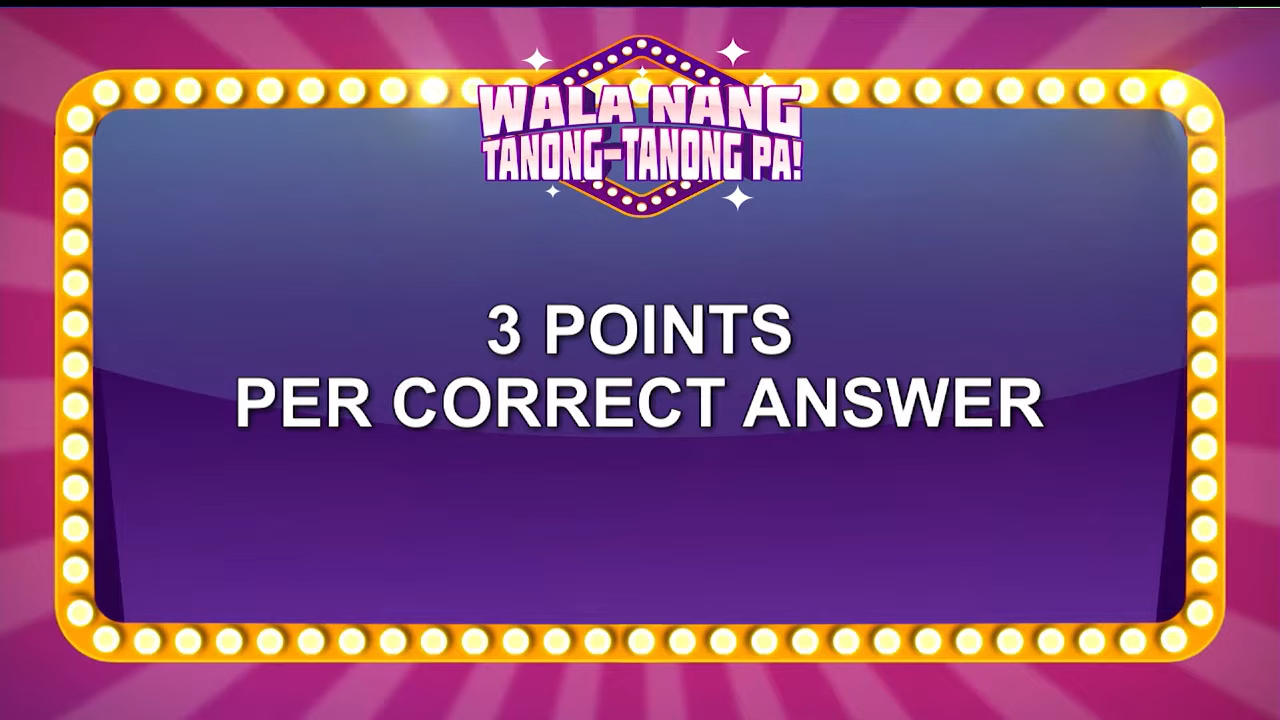 WALA NANG
TANONG-TANONG PA!
3 POINTS
PER CORRECT ANSWER